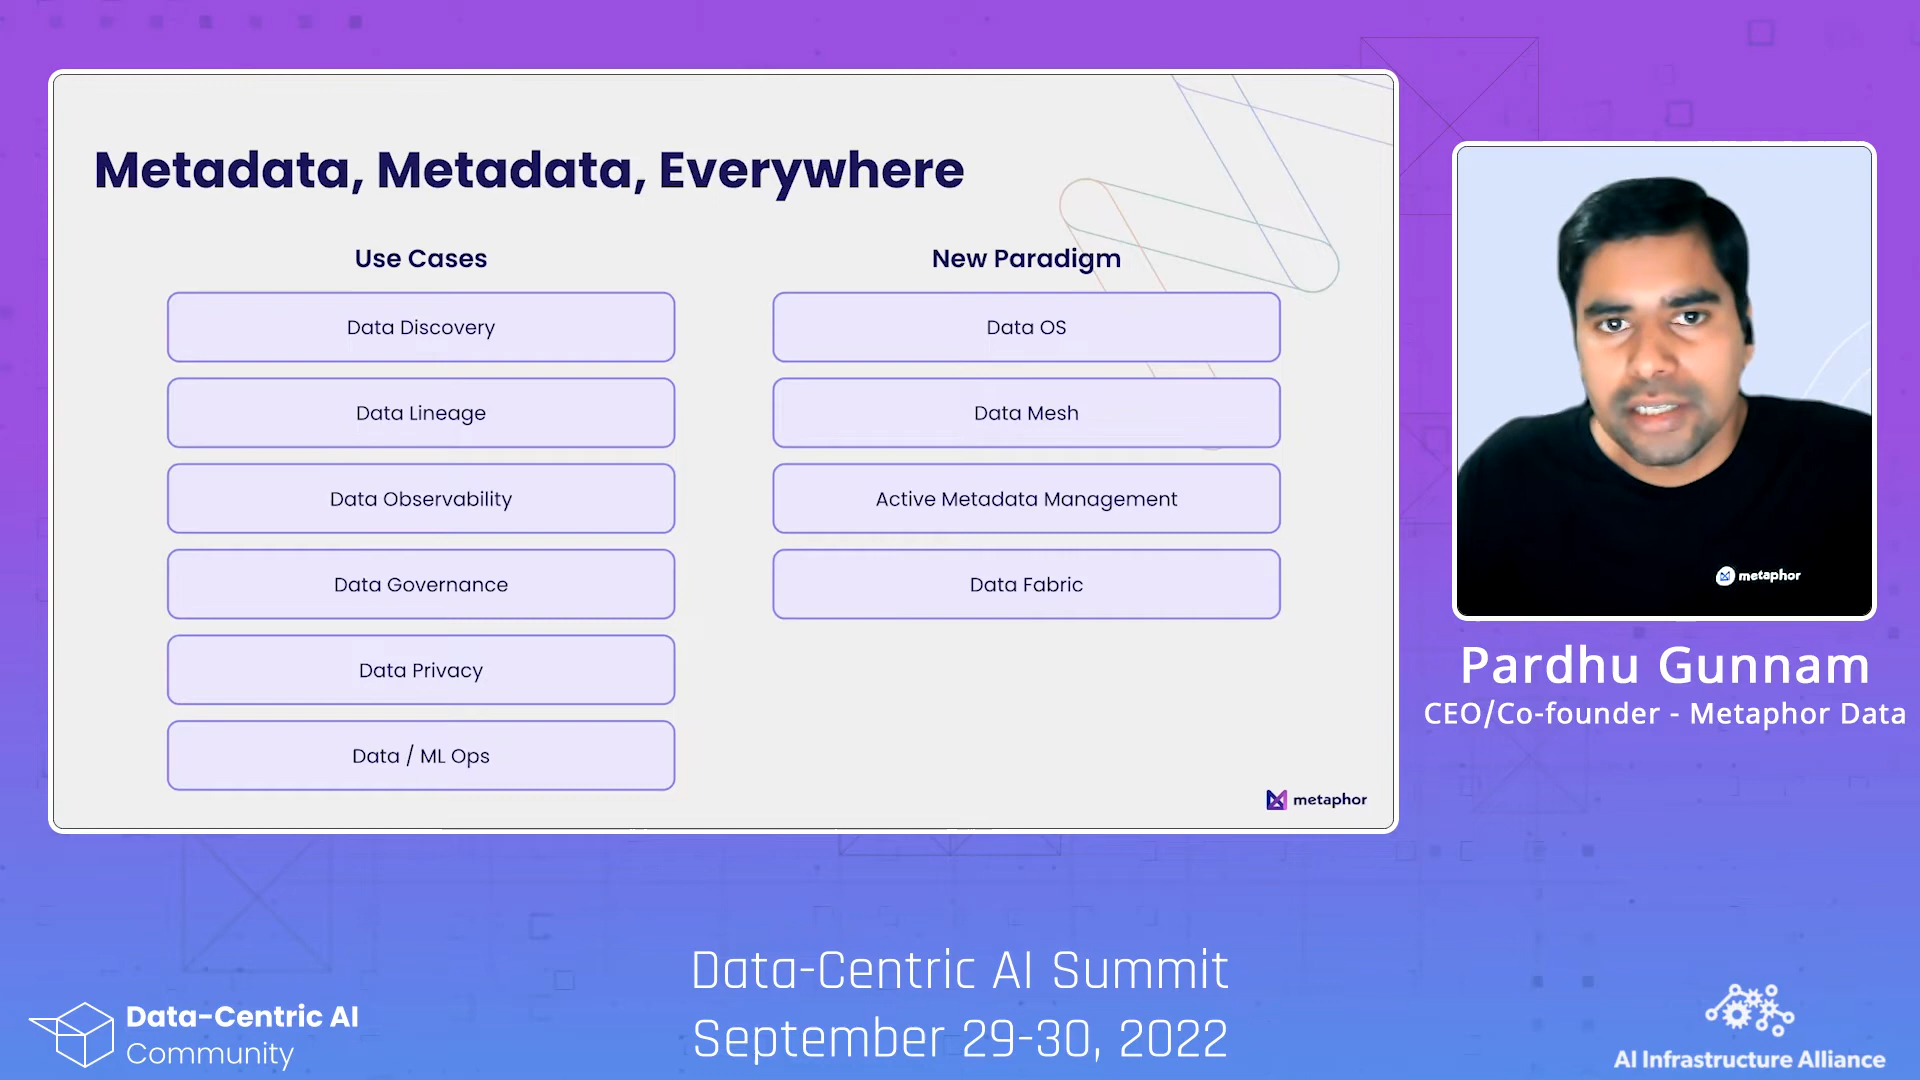 Metadata, Metadata, Everywhere
Use Cases
Data Discovery
Data Lineage
Data Observability
Data Governance
Data Privacy
Data / ML Ops
New Paradigm
Data OS
Data Mesh
Active Metadata Management
Data Fabric
metaphor
metaphor
Pardhu Gunnam
CEO/Co-founder - Metaphor Data
Data-Centric AI Summit
September 29-30, 2022
Data-Centric AI
Community
AI Infrastructure Alliance